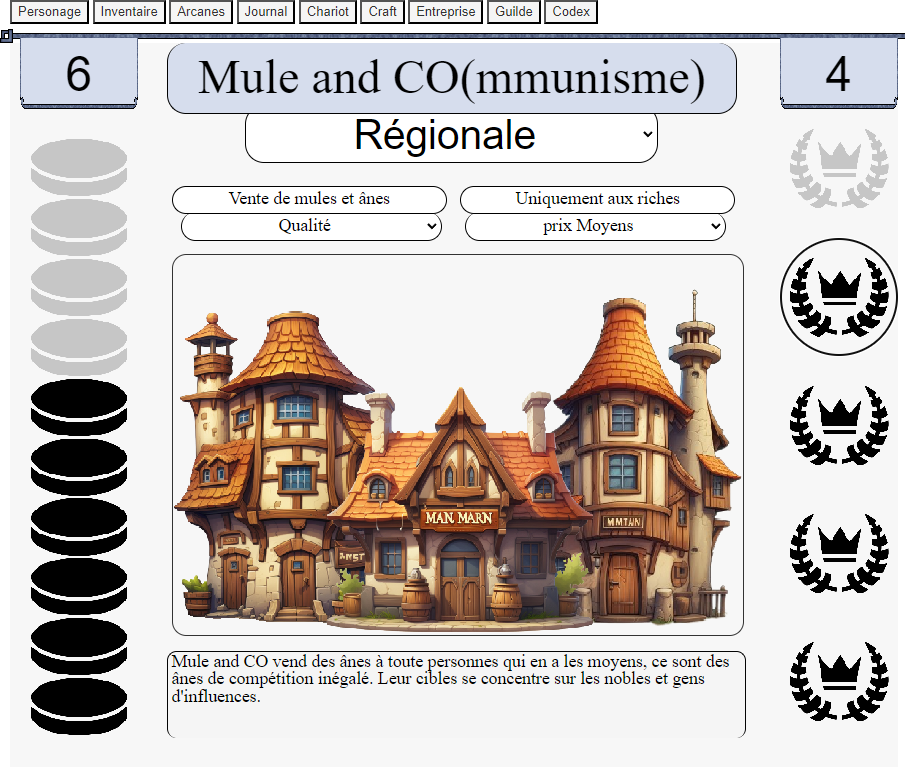 Personage Inventaire Arcanes Journal Chariot Craft Entreprise Guilde Codex
6
Mule and CO(mmunisme)
4
Régionale
Vente de mules et ânes
Uniquement aux riches
Qualité
prix Moyens
MAN. MARN
MMTAIN
Mule and CO vend des ânes à toute personnes qui en a les moyens, ce sont des
ânes de compétition inégalé. Leur cibles se concentre sur les nobles et gens
d'influences.